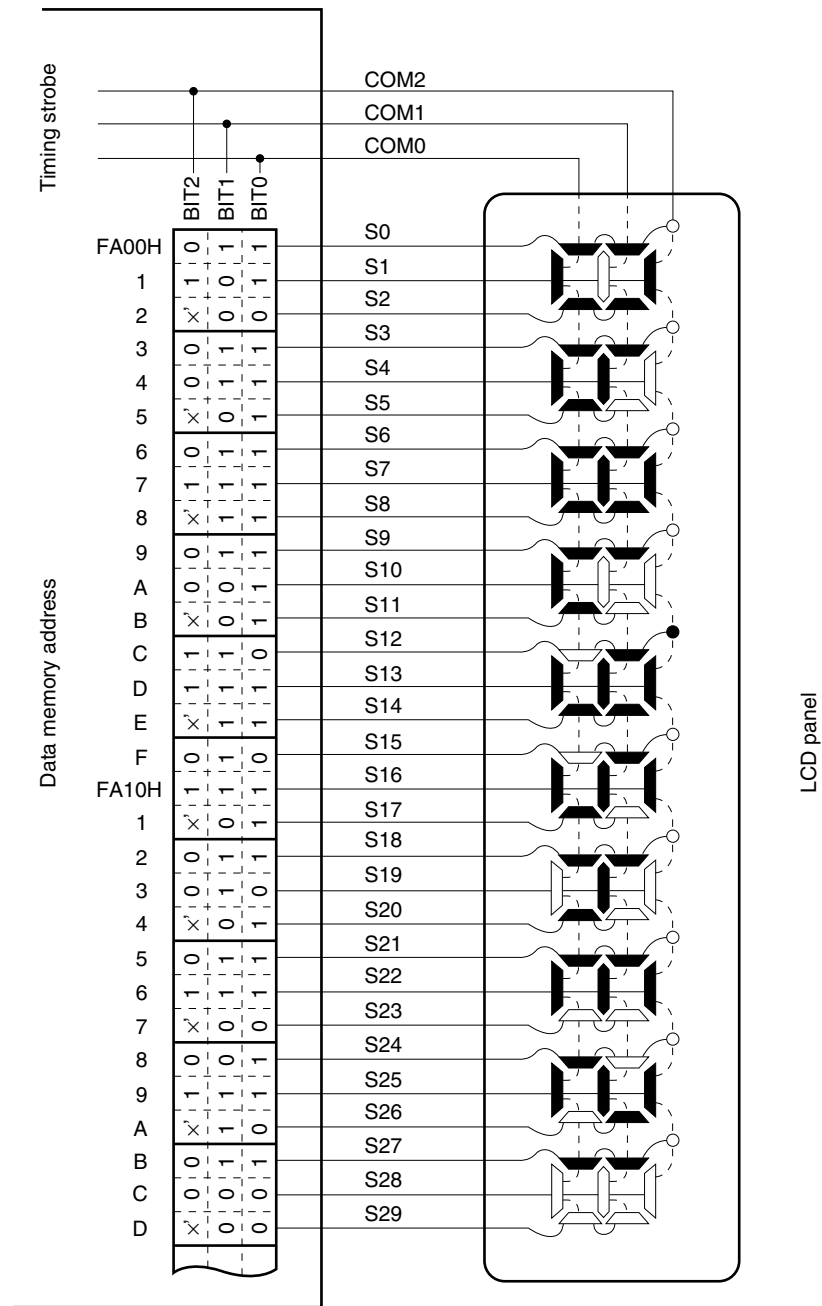 Timing strobe
COM2
COM1
COM0
BIT2 BIT1 BIT0
Data memory address
FA00H 0 1 1 S0
1 1 0 1 S1
2 ×' 0 0 S2
3 0 1 1 S3
4 0 1 1 S4
5 ×' 0 1 S5
6 0 1 1 S6
7 1 1 1 S7
8 ×' 1 1 S8
9 0 1 1 S9
A 0 0 1 S10
B ×' 0 1 S11
C 1 1 0 S12
D 1 1 1 S13
E ×' 1 1 S14
F 0 1 0 S15
FA10H 1 1 1 S16
1 ×' 0 1 S17
2 0 1 1 S18
3 0 1 0 S19
4 ×' 0 1 S20
5 0 1 1 S21
6 1 1 1 S22
7 ×' 0 0 S23
8 0 0 1 S24
9 1 1 1 S25
A ×' 1 0 S26
B 0 1 1 S27
C 0 0 0 S28
D ×' 0 0 S29
LCD panel